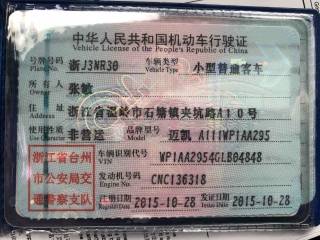 中华人民共和国机动车行驶证
Vehicle License of the People's Republic of China
号牌号码 浙J3NR30 车辆类型 小型普通客车
Plate No. Vehicle Type
所有人 张敏
Owner
住址 浙江省温岭市石塘镇夹坑路A10号
Address
使用性质 非营运 品牌型号 迈凯 A111WP1AA295
Use Character Model
浙江省台州市公安局交通警察支队
车辆识别代号 WP1AA2954GLB04848
VIN
发动机号码 CNC136318
Engine No.
注册日期 2015-10-28 发证日期 2015-10-28
Register Date Issue Date